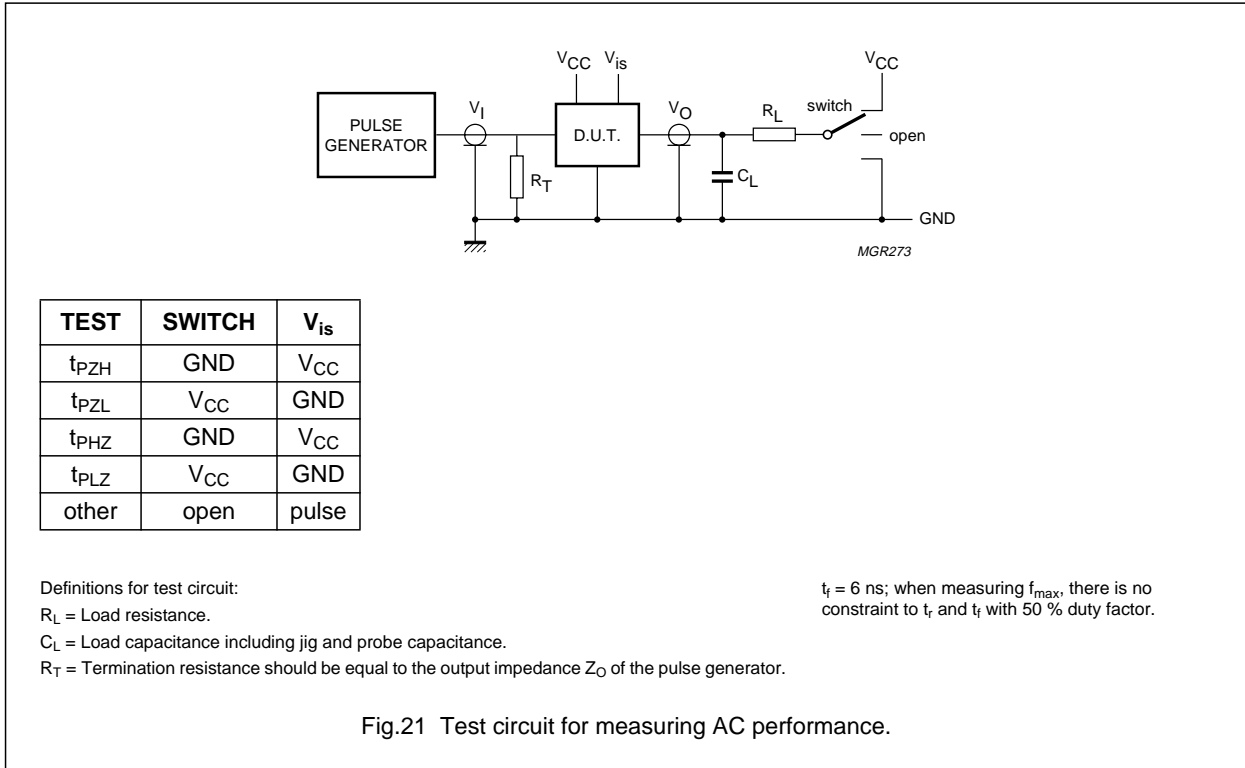 VCC Vis VCC
PULSE GENERATOR VI D.U.T. VO RL switch
open
RT CL
GND
MGR273
TEST SWITCH Vis
tPZH GND VCC
tPZL VCC GND
tPHZ GND VCC
tPLZ VCC GND
other open pulse
Definitions for test circuit:
RL = Load resistance.
CL = Load capacitance including jig and probe capacitance.
RT = Termination resistance should be equal to the output impedance ZO of the pulse generator.
tf = 6 ns; when measuring fmax, there is no
constraint to tr and tf with 50 % duty factor.
Fig.21 Test circuit for measuring AC performance.